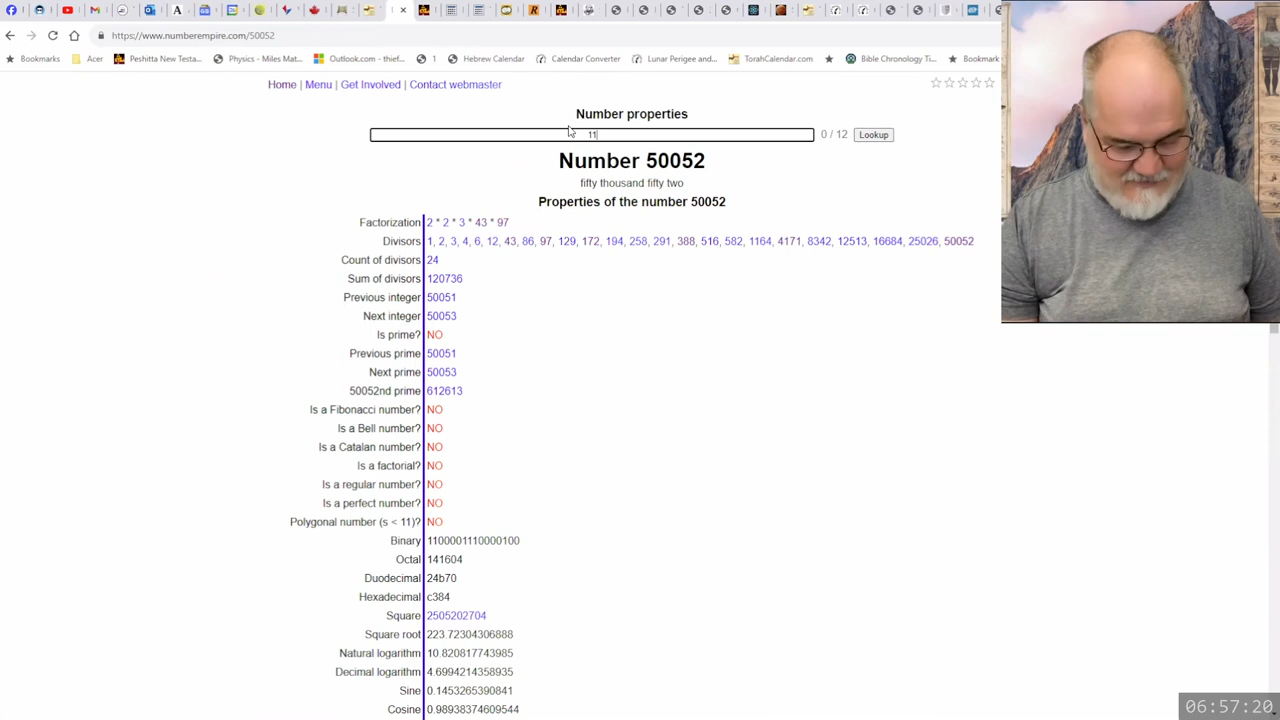 https://www.numberempire.com/50052
Bookmarks Acer Peshitta New Testa... Physics - Miles Mat... Outlook.com - thief... 1 Hebrew Calendar Calendar Converter Lunar Perigee and... TorahCalendar.com Bible Chronology Ti... Bookmark
Home | Menu | Get Involved | Contact webmaster
Number properties
11 0 / 12 Lookup
Number 50052
fifty thousand fifty two
Properties of the number 50052
Factorization 2 * 2 * 3 * 43 * 97
Divisors 1, 2, 3, 4, 6, 12, 43, 86, 97, 129, 172, 194, 258, 291, 388, 516, 582, 1164, 4171, 8342, 12513, 16684, 25026, 50052
Count of divisors 24
Sum of divisors 120736
Previous integer 50051
Next integer 50053
Is prime? NO
Previous prime 50051
Next prime 50053
50052nd prime 612613
Is a Fibonacci number? NO
Is a Bell number? NO
Is a Catalan number? NO
Is a factorial? NO
Is a regular number? NO
Is a perfect number? NO
Polygonal number (s < 11)? NO
Binary 1100001110000100
Octal 141604
Duodecimal 24b70
Hexadecimal c384
Square 2505202704
Square root 223.72304306888
Natural logarithm 10.820817743985
Decimal logarithm 4.6994214358935
Sine 0.1453265390841
Cosine 0.98938374609544
06:57:20